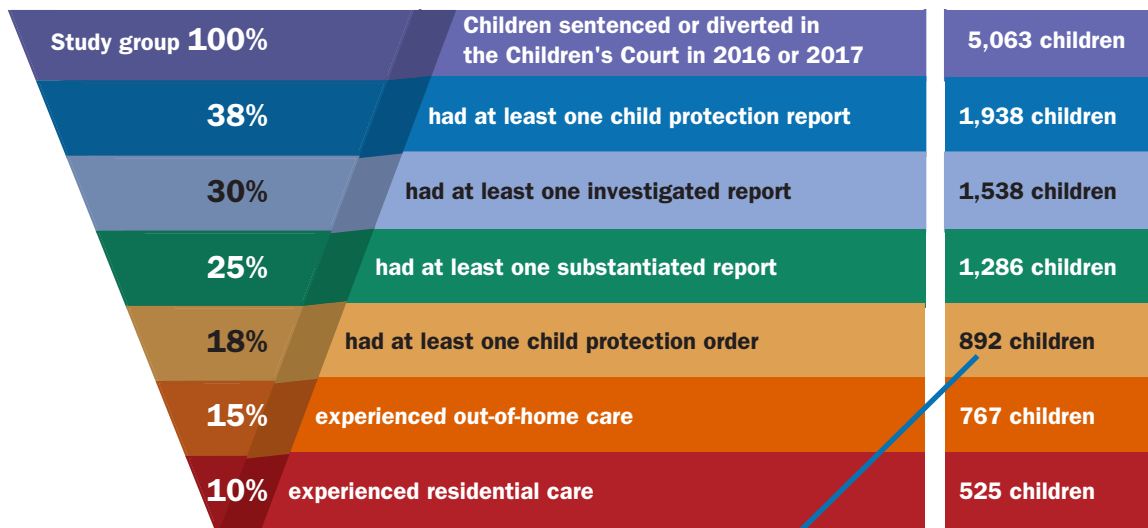 Study group 100% Children sentenced or diverted in
the Children's Court in 2016 or 2017 5,063 children
38% had at least one child protection report 1,938 children
30% had at least one investigated report 1,538 children
25% had at least one substantiated report 1,286 children
18% had at least one child protection order 892 children
15% experienced out-of-home care 767 children
10% experienced residential care 525 children